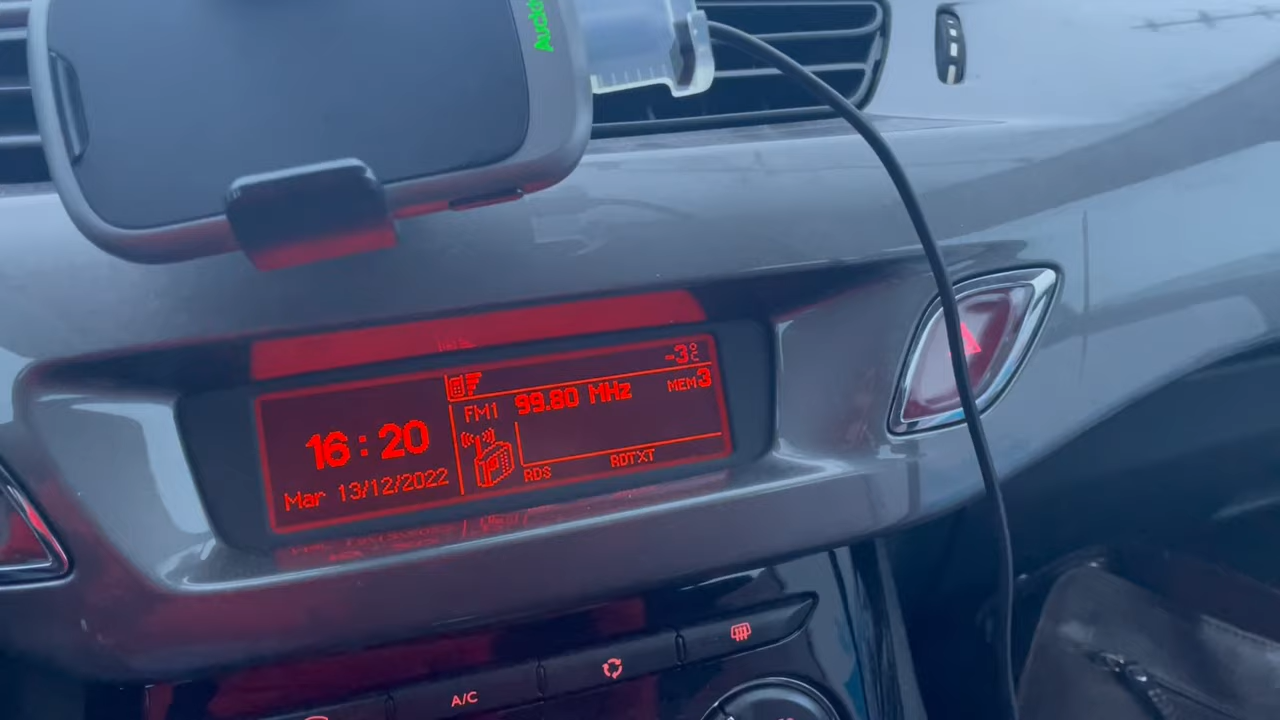 -3°C
FM1 99.80 MHz MEM3
16:20
Mar 13/12/2022
RDS RDTXT
A/C